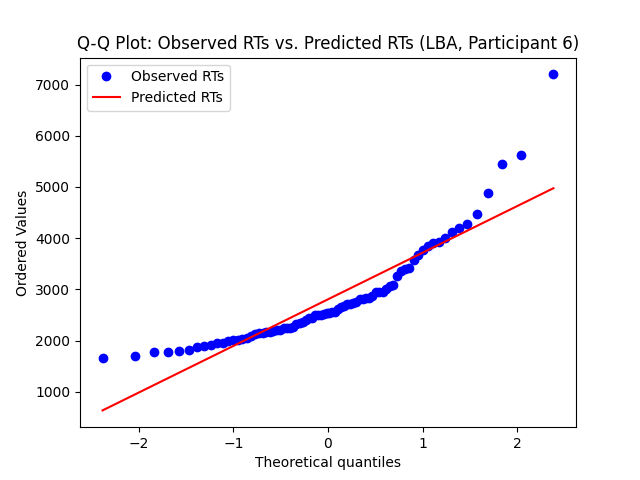 Q-Q Plot: Observed RTs vs. Predicted RTs (LBA, Participant 6)
Observed RTs
Predicted RTs
Ordered Values
7000
6000
5000
4000
3000
2000
1000
−2
−1
0
1
2
Theoretical quantiles